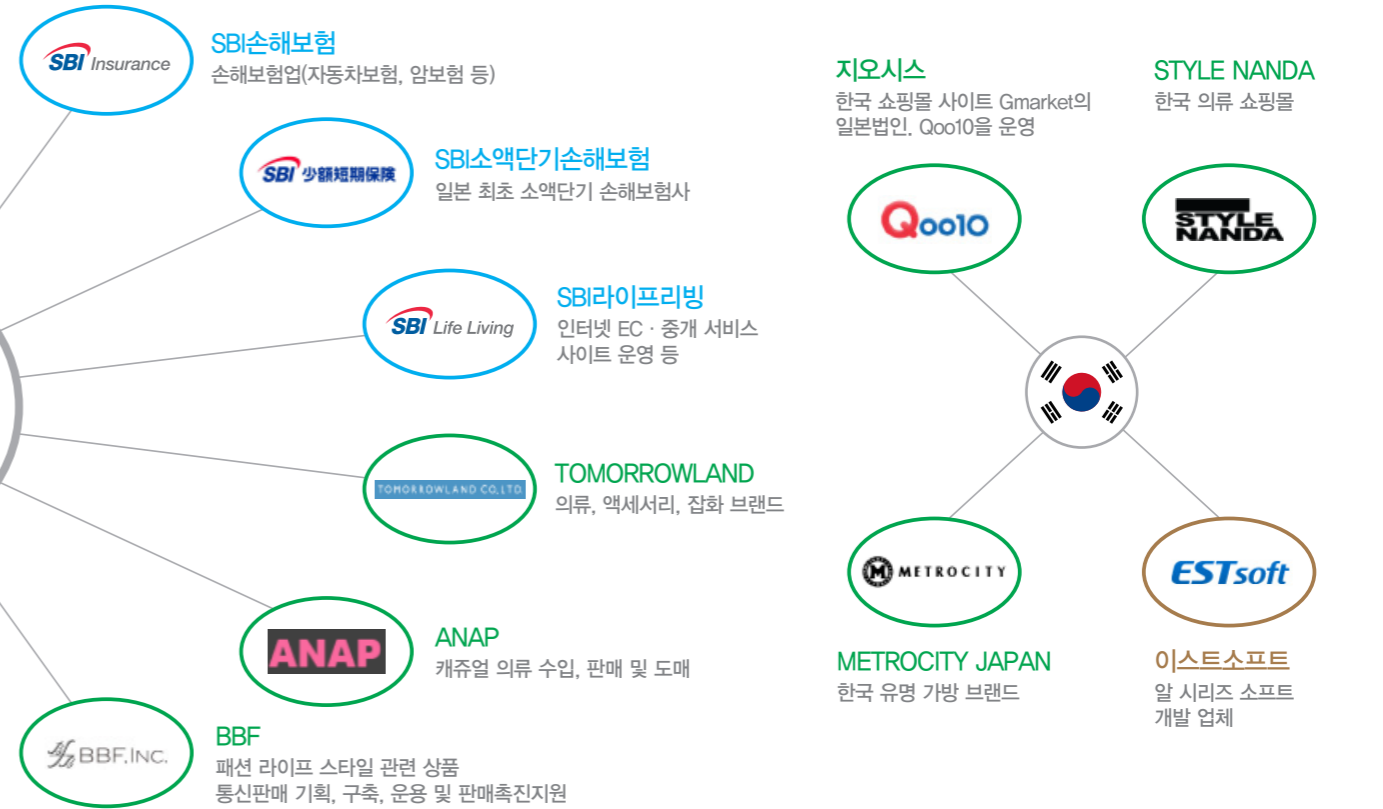 SBI Insurance
SBI손해보험
손해보험업(자동차보험, 암보험 등)
SBI 少額短期保険
SBI소액단기손해보험
일본 최초 소액단기 손해보험사
SBI Life Living
SBI라이프리빙
인터넷 EC · 중개 서비스
사이트 운영 등
TOMORROWLAND CO.,LTD.
TOMORROWLAND
의류, 액세서리, 잡화 브랜드
ANAP
ANAP
캐쥬얼 의류 수입, 판매 및 도매
BBF,INC.
BBF
패션 라이프 스타일 관련 상품
통신판매 기획, 구축, 운용 및 판매촉진지원
지오시스
한국 쇼핑몰 사이트 Gmarket의
일본법인. Qoo10을 운영
Qoo10
STYLE NANDA
한국 의류 쇼핑몰
STYLE
NANDA
M METROCITY
METROCITY JAPAN
한국 유명 가방 브랜드
ESTsoft
이스트소프트
알 시리즈 소프트
개발 업체